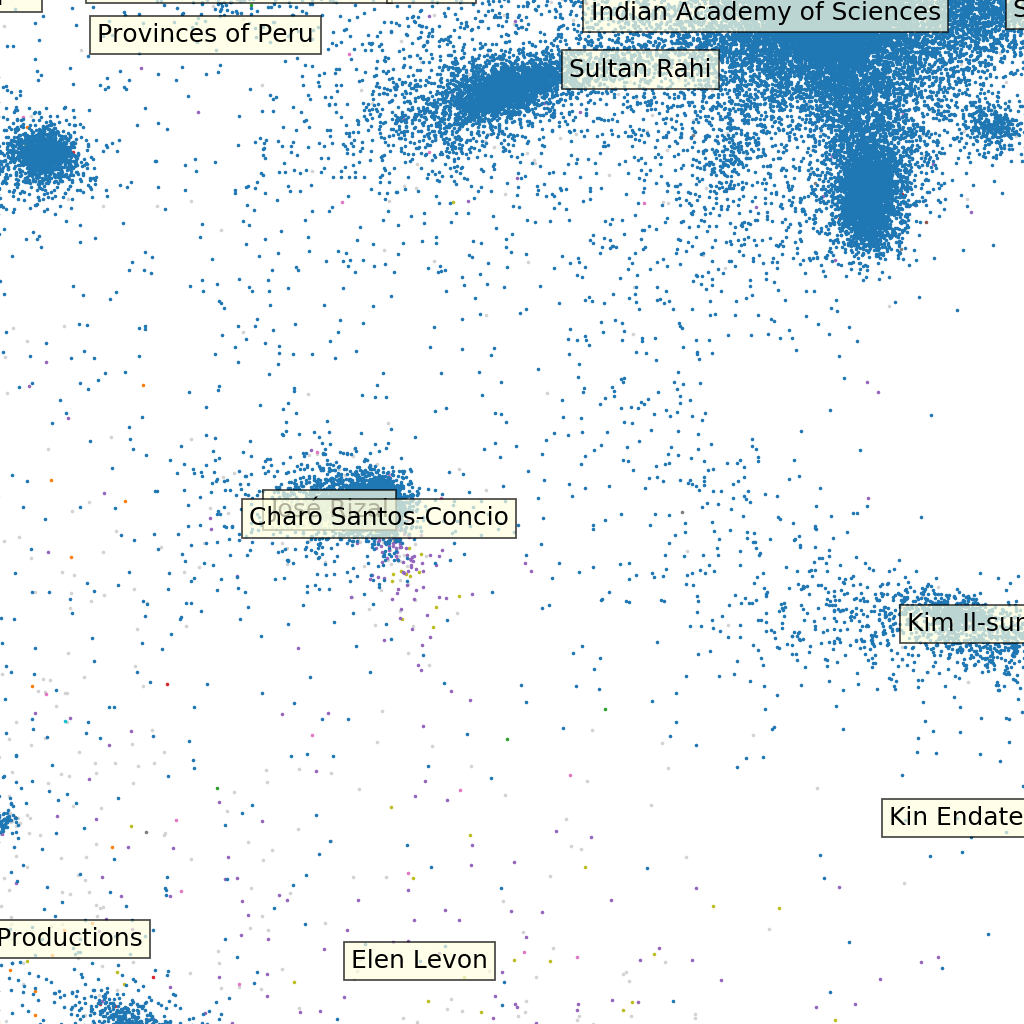 Indian Academy of Sciences
Provinces of Peru
Sultan Rahi
José Rizal
Charo Santos-Concio
Kim Il-sun
Kin Endate
Productions
Elen Levon